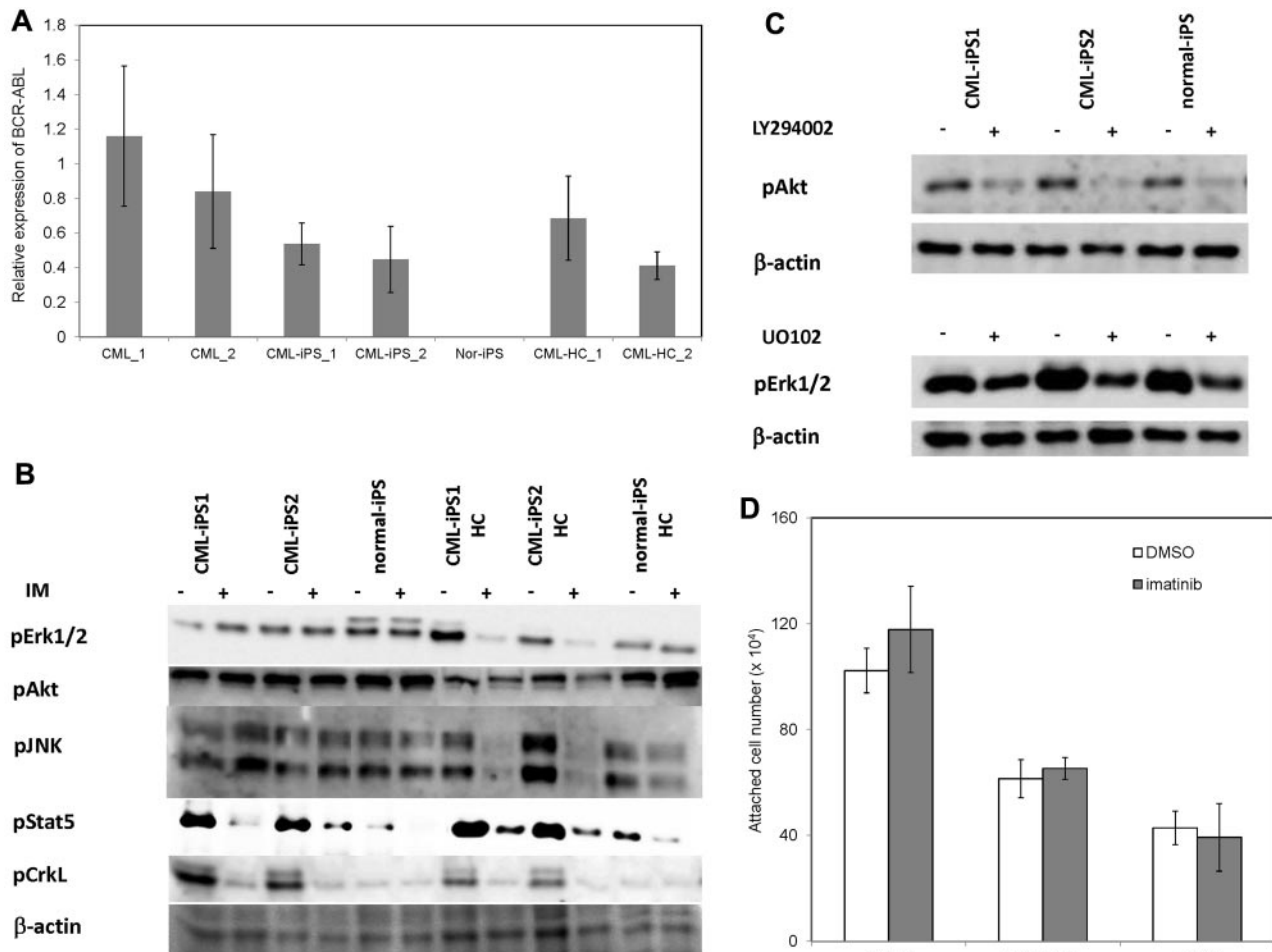 A
Relative expression of BCR-ABL
1.8
1.6
1.4
1.2
1
0.8
0.6
0.4
0.2
0
CML_1 CML_2 CML-iPS_1 CML-iPS_2 Nor-iPS CML-HC_1 CML-HC_2
B
CML-iPS1 CML-iPS2 normal-iPS CML-iPS1 HC CML-iPS2 HC normal-iPS HC
IM - + - + - + - + - + - +
pErk1/2
pAkt
pJNK
pStat5
pCrkL
β-actin
C
CML-iPS1 CML-iPS2 normal-iPS
LY294002 - + - + - +
pAkt
β-actin
UO102 - + - + - +
pErk1/2
β-actin
D
Attached cell number (x 10⁴)
160
120
80
40
0
DMSO
imatinib